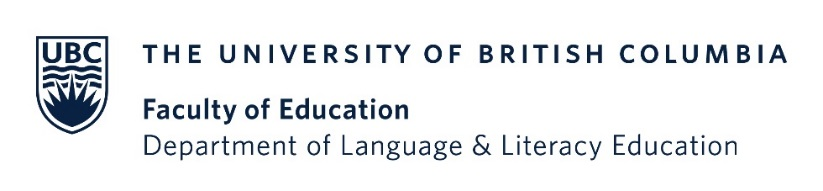 UBC
THE UNIVERSITY OF BRITISH COLUMBIA
Faculty of Education
Department of Language & Literacy Education